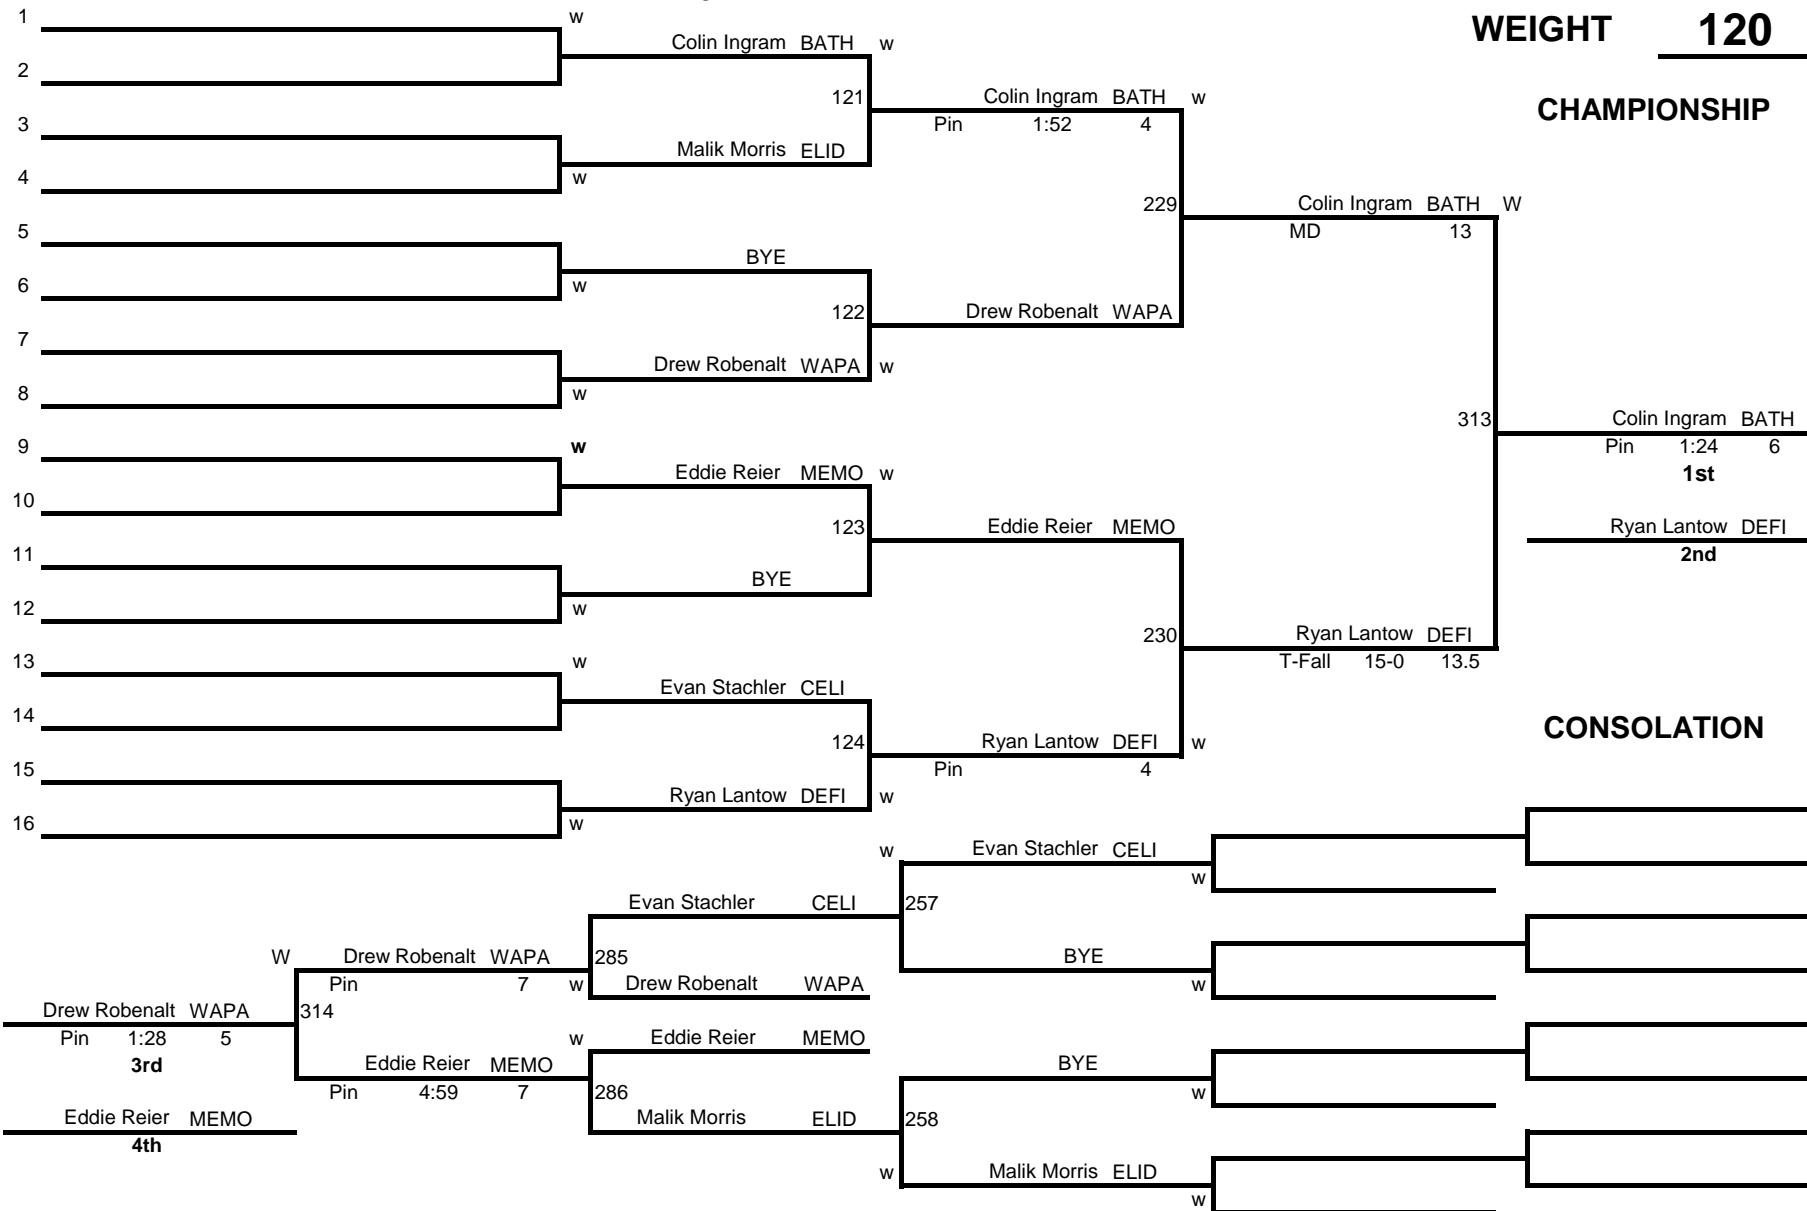 1 w
WEIGHT 120
Colin Ingram BATH w
2
121 Colin Ingram BATH w
CHAMPIONSHIP
3 Pin 1:52 4
Malik Morris ELID
4 w
229 Colin Ingram BATH W
5 MD 13
BYE
6 w
122 Drew Robenalt WAPA
7
Drew Robenalt WAPA w
8 w
313 Colin Ingram BATH
9 w Pin 1:24 6
Eddie Reier MEMO w 1st
10
123 Eddie Reier MEMO Ryan Lantow DEFI
11 2nd
BYE
12 w
230 Ryan Lantow DEFI
13 w T-Fall 15-0 13.5
Evan Stachler CELI
14
CONSOLATION
124 Ryan Lantow DEFI w
15 Pin 4
Ryan Lantow DEFI w
16 w
w Evan Stachler CELI
w
Evan Stachler CELI 257
W Drew Robenalt WAPA 285 BYE
Pin 7 w Drew Robenalt WAPA w
Drew Robenalt WAPA 314
Pin 1:28 5 w Eddie Reier MEMO
3rd Eddie Reier MEMO BYE
Pin 4:59 7 286 w
Eddie Reier MEMO Malik Morris ELID 258
4th
w Malik Morris ELID
w